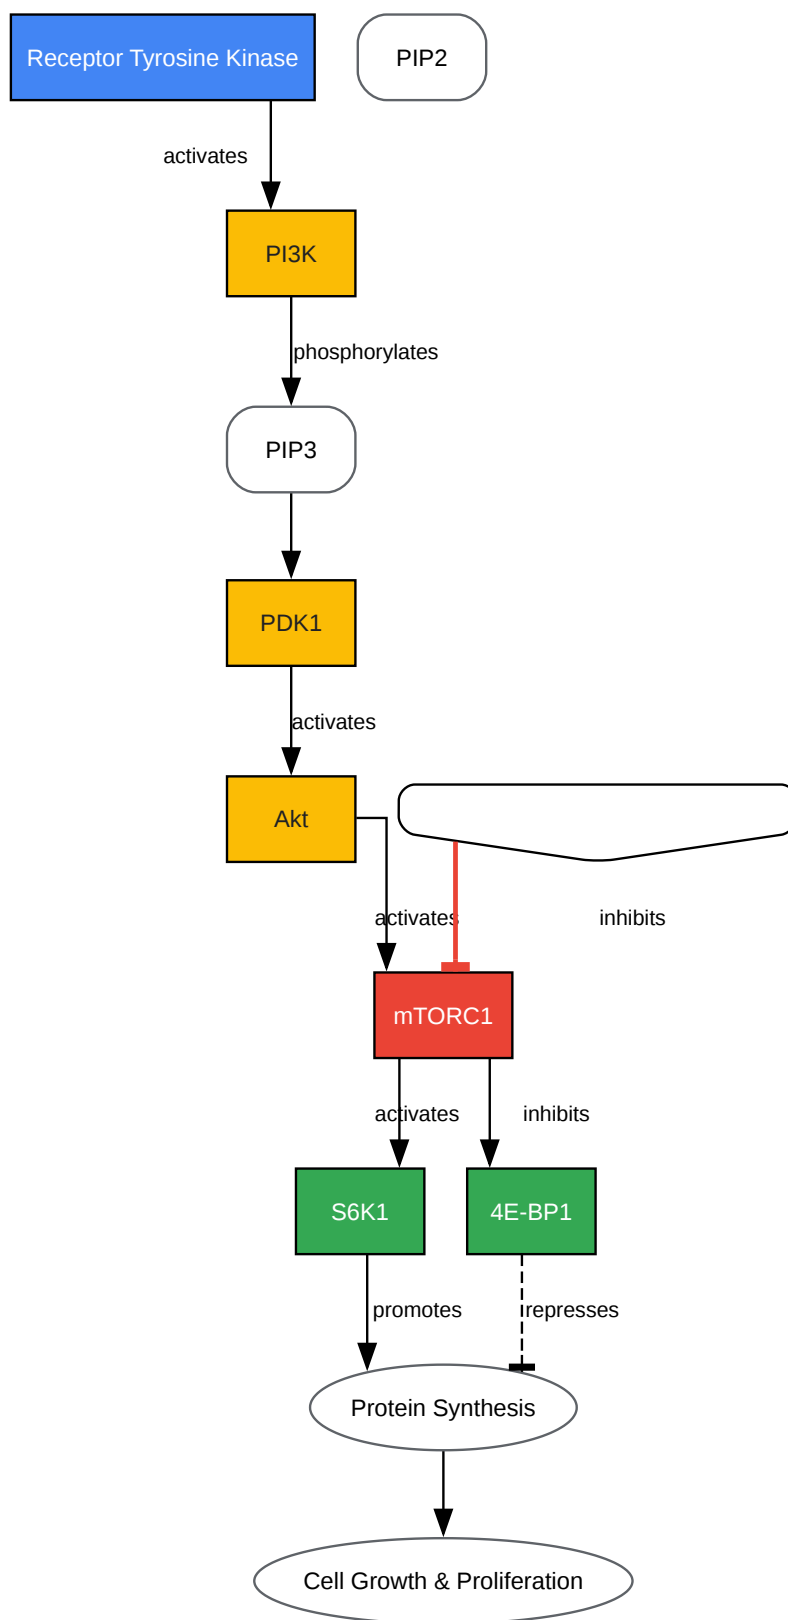 Receptor Tyrosine Kinase
PIP2
activates
PI3K
phosphorylates
PIP3
PDK1
activates
Akt
activates
inhibits
mTORC1
activates
inhibits
S6K1
4E-BP1
promotes
represses
Protein Synthesis
Cell Growth & Proliferation